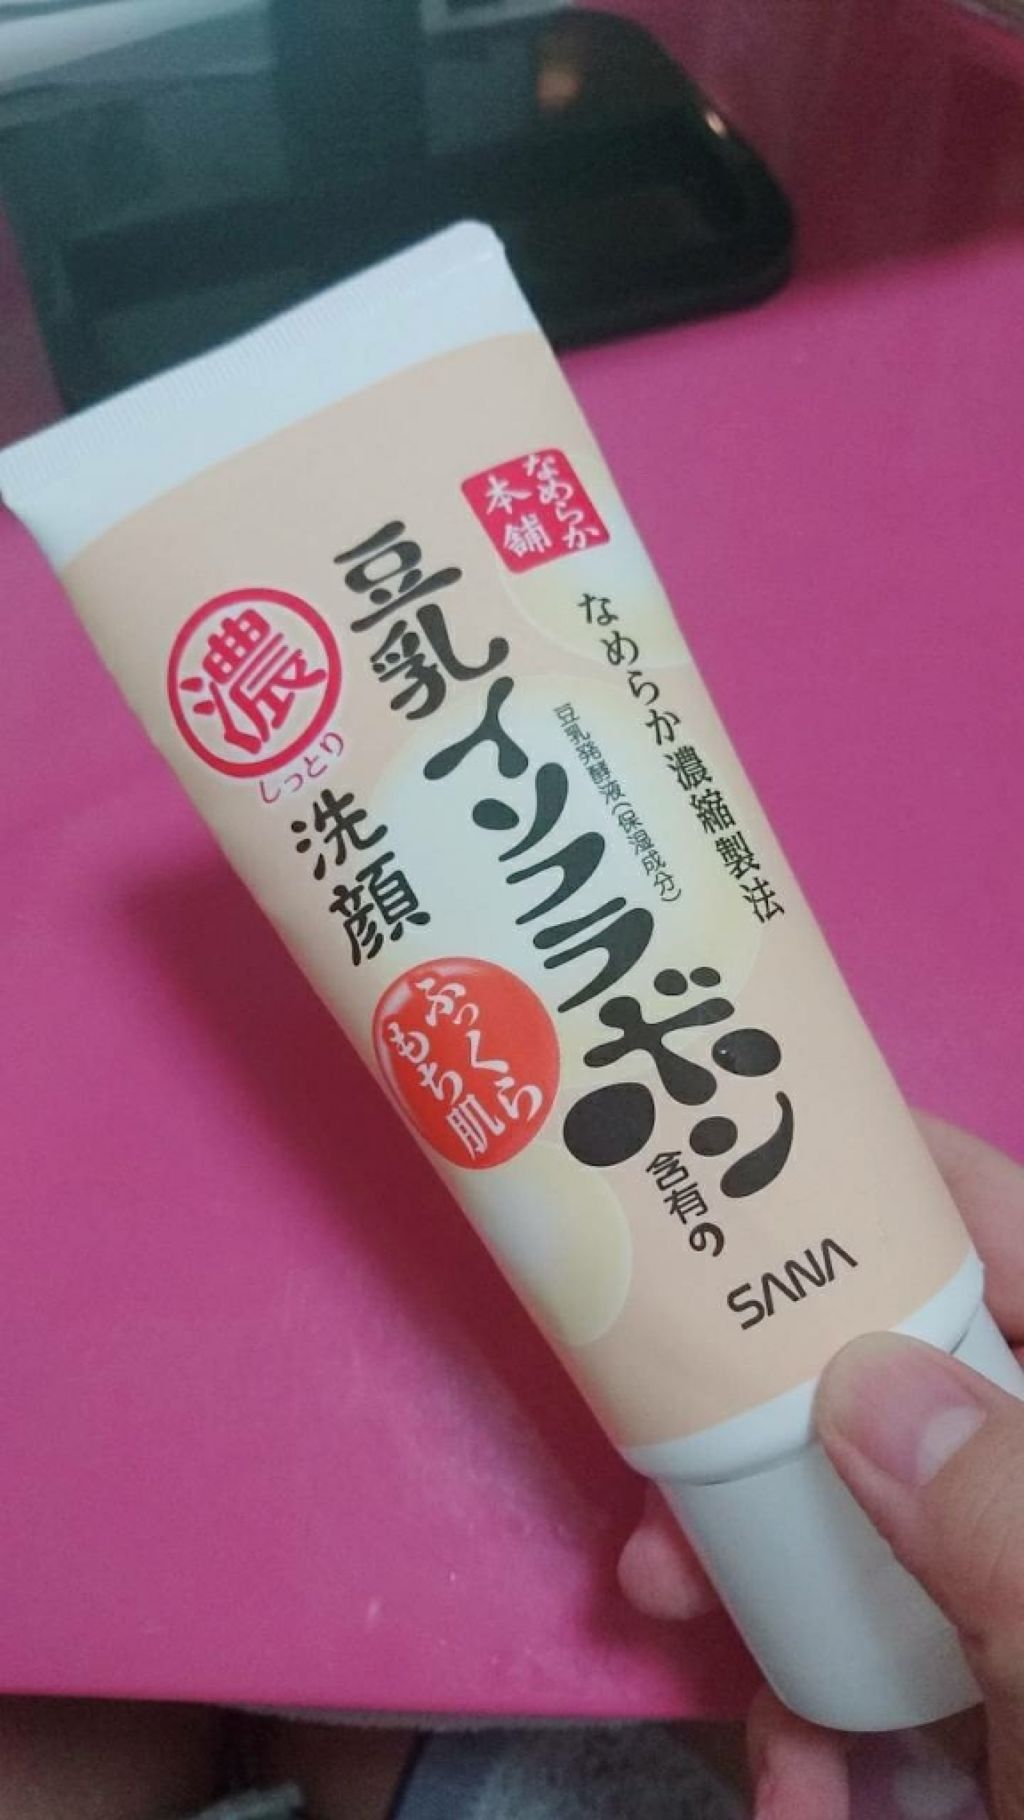 なめらか
本舗
なめらか濃縮製法
豆乳発酵液(保湿成分)
豆乳イソフラボン
含有の
濃
しっとり
洗顔
ふっくら
もち肌
SANA